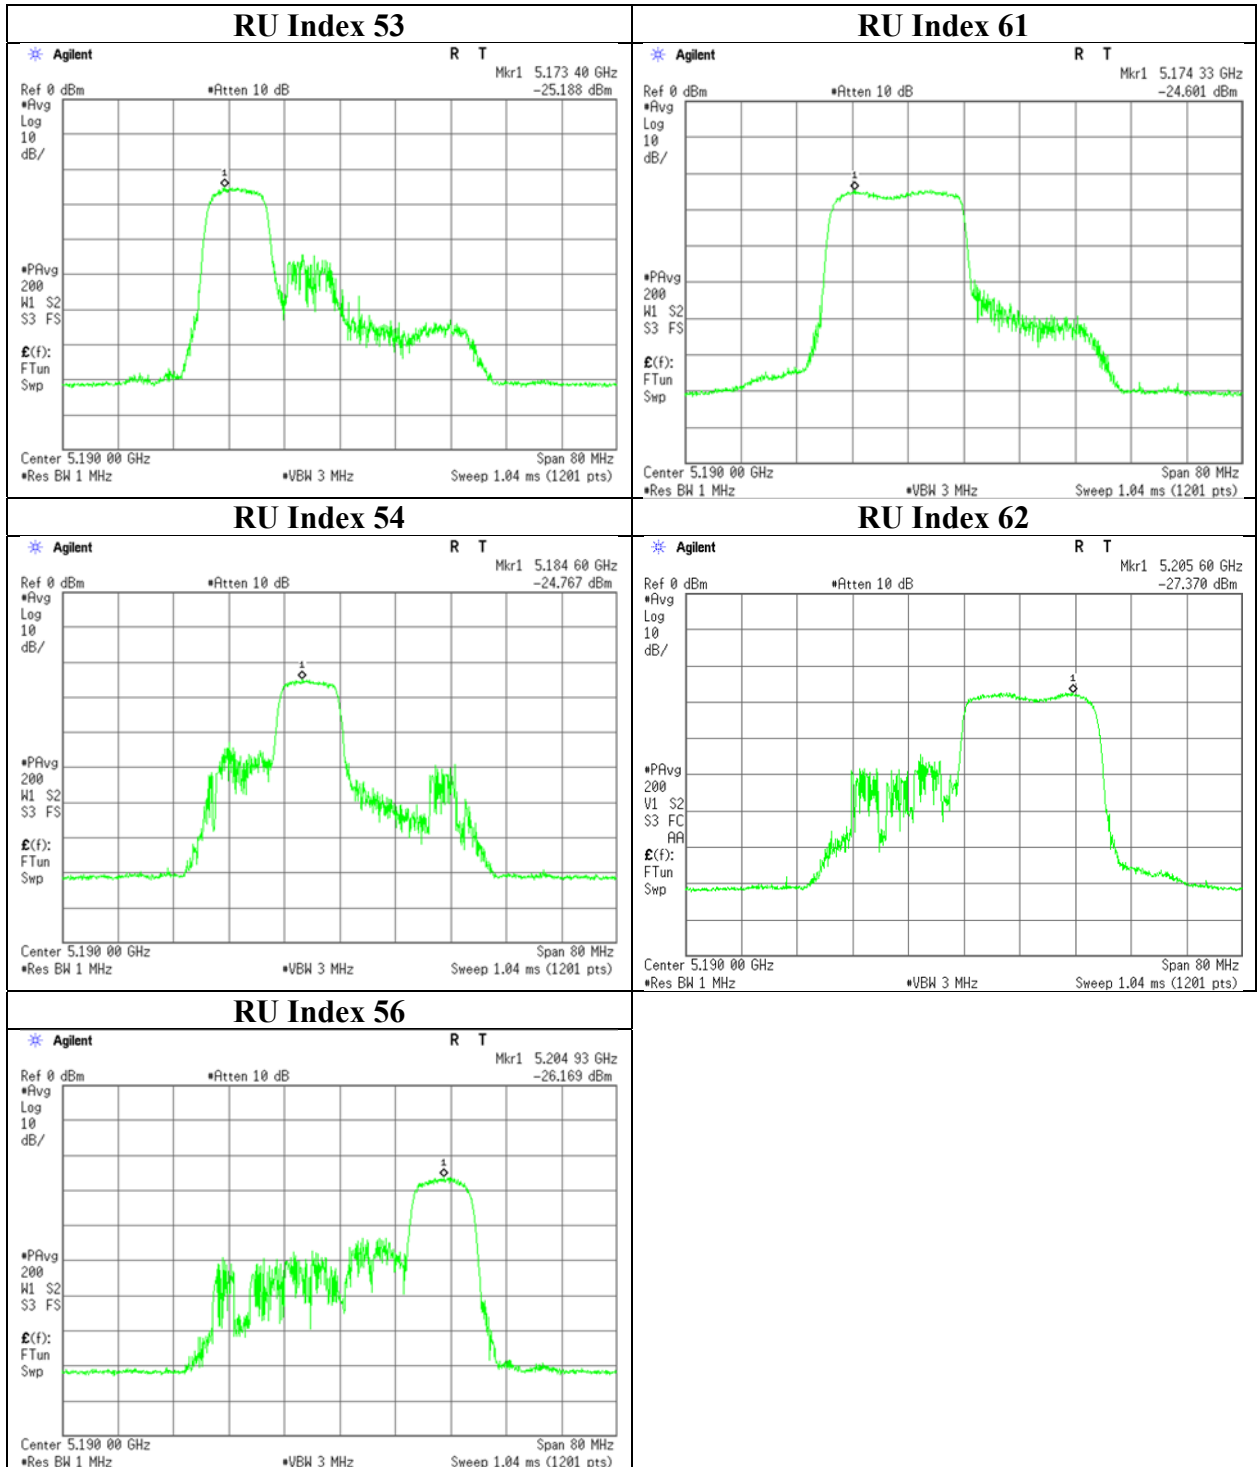 RU Index 53
Agilent
R T
Mkr1 5.173 40 GHz
Ref 0 dBm #Atten 10 dB -25.188 dBm
#Avg
Log
10
dB/
1
#PAvg
200
W1 S2
S3 FS
£(f):
FTun
Swp
Center 5.190 00 GHz Span 80 MHz
#Res BW 1 MHz #VBW 3 MHz Sweep 1.04 ms (1201 pts)
RU Index 61
Agilent
R T
Mkr1 5.174 33 GHz
Ref 0 dBm #Atten 10 dB -24.601 dBm
#Avg
Log
10
dB/
1
#PAvg
200
W1 S2
S3 FS
£(f):
FTun
Swp
Center 5.190 00 GHz Span 80 MHz
#Res BW 1 MHz #VBW 3 MHz Sweep 1.04 ms (1201 pts)
RU Index 54
Agilent
R T
Mkr1 5.184 60 GHz
Ref 0 dBm #Atten 10 dB -24.767 dBm
#Avg
Log
10
dB/
1
#PAvg
200
W1 S2
S3 FS
£(f):
FTun
Swp
Center 5.190 00 GHz Span 80 MHz
#Res BW 1 MHz #VBW 3 MHz Sweep 1.04 ms (1201 pts)
RU Index 62
Agilent
R T
Mkr1 5.205 60 GHz
Ref 0 dBm #Atten 10 dB -27.370 dBm
#Avg
Log
10
dB/
1
#PAvg
200
V1 S2
S3 FC
AA
£(f):
FTun
Swp
Center 5.190 00 GHz Span 80 MHz
#Res BW 1 MHz #VBW 3 MHz Sweep 1.04 ms (1201 pts)
RU Index 56
Agilent
R T
Mkr1 5.204 93 GHz
Ref 0 dBm #Atten 10 dB -26.169 dBm
#Avg
Log
10
dB/
1
#PAvg
200
W1 S2
S3 FS
£(f):
FTun
Swp
Center 5.190 00 GHz Span 80 MHz
#Res BW 1 MHz #VBW 3 MHz Sweep 1.04 ms (1201 pts)